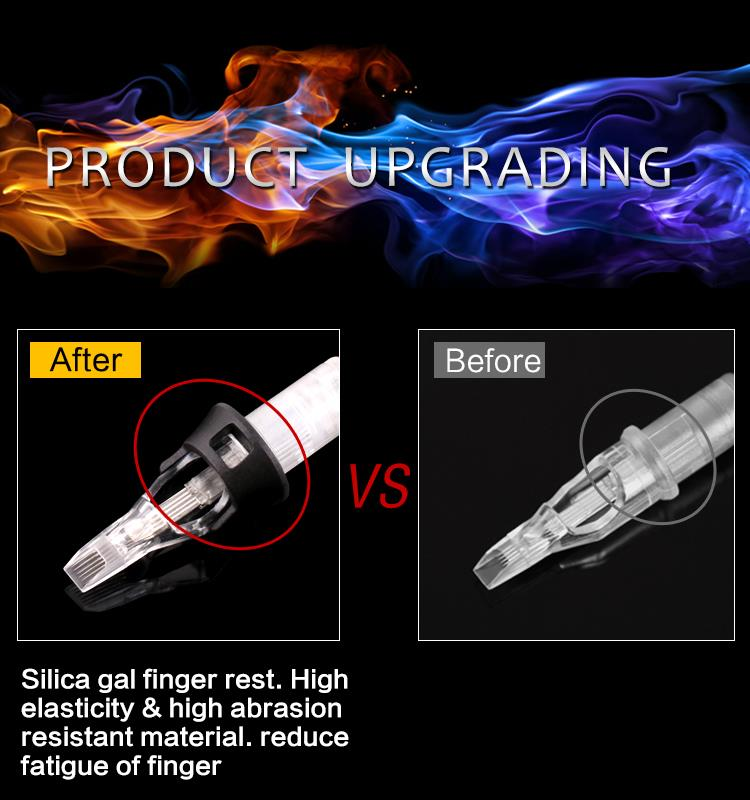 PRODUCT UPGRADING
After
Before
VS
Silica gal finger rest. High
elasticity & high abrasion
resistant material. reduce
fatigue of finger